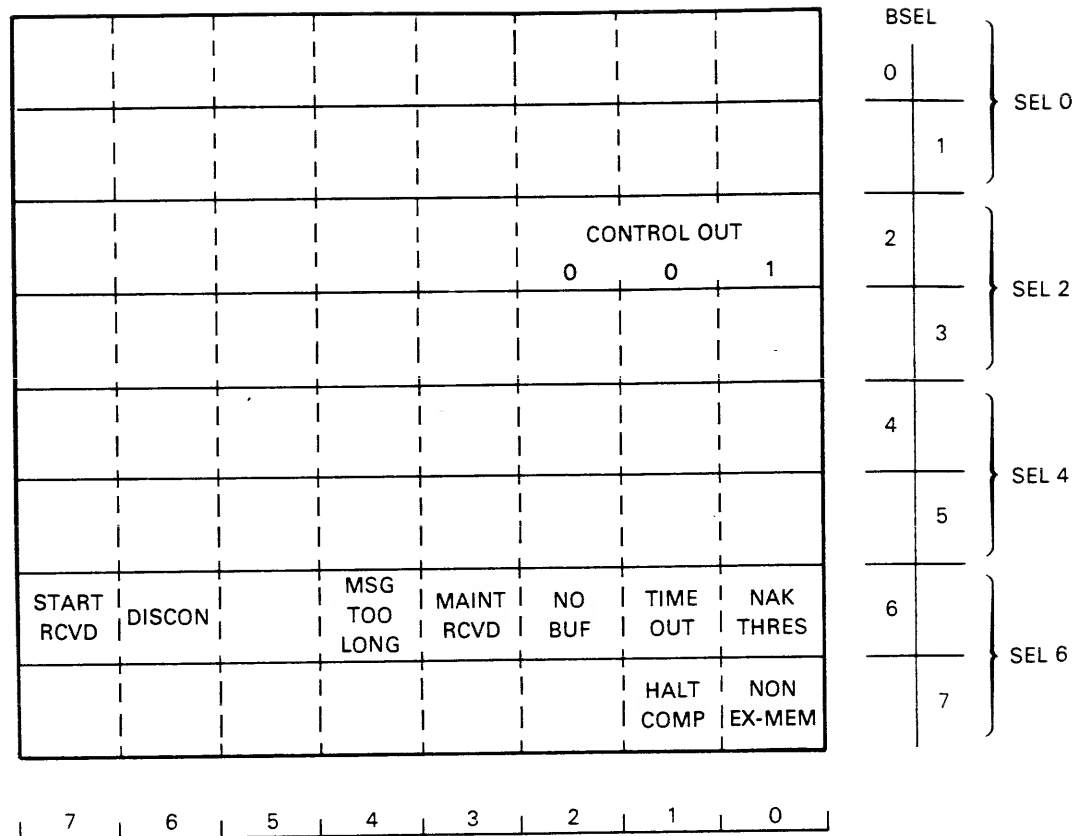 BSEL
0
SEL 0
1
CONTROL OUT
2
0 0 1
SEL 2
3
4
SEL 4
5
START RCVD
DISCON
MSG TOO LONG
MAINT RCVD
NO BUF
TIME OUT
NAK THRES
6
SEL 6
HALT COMP
NON EX-MEM
7
7 6 5 4 3 2 1 0